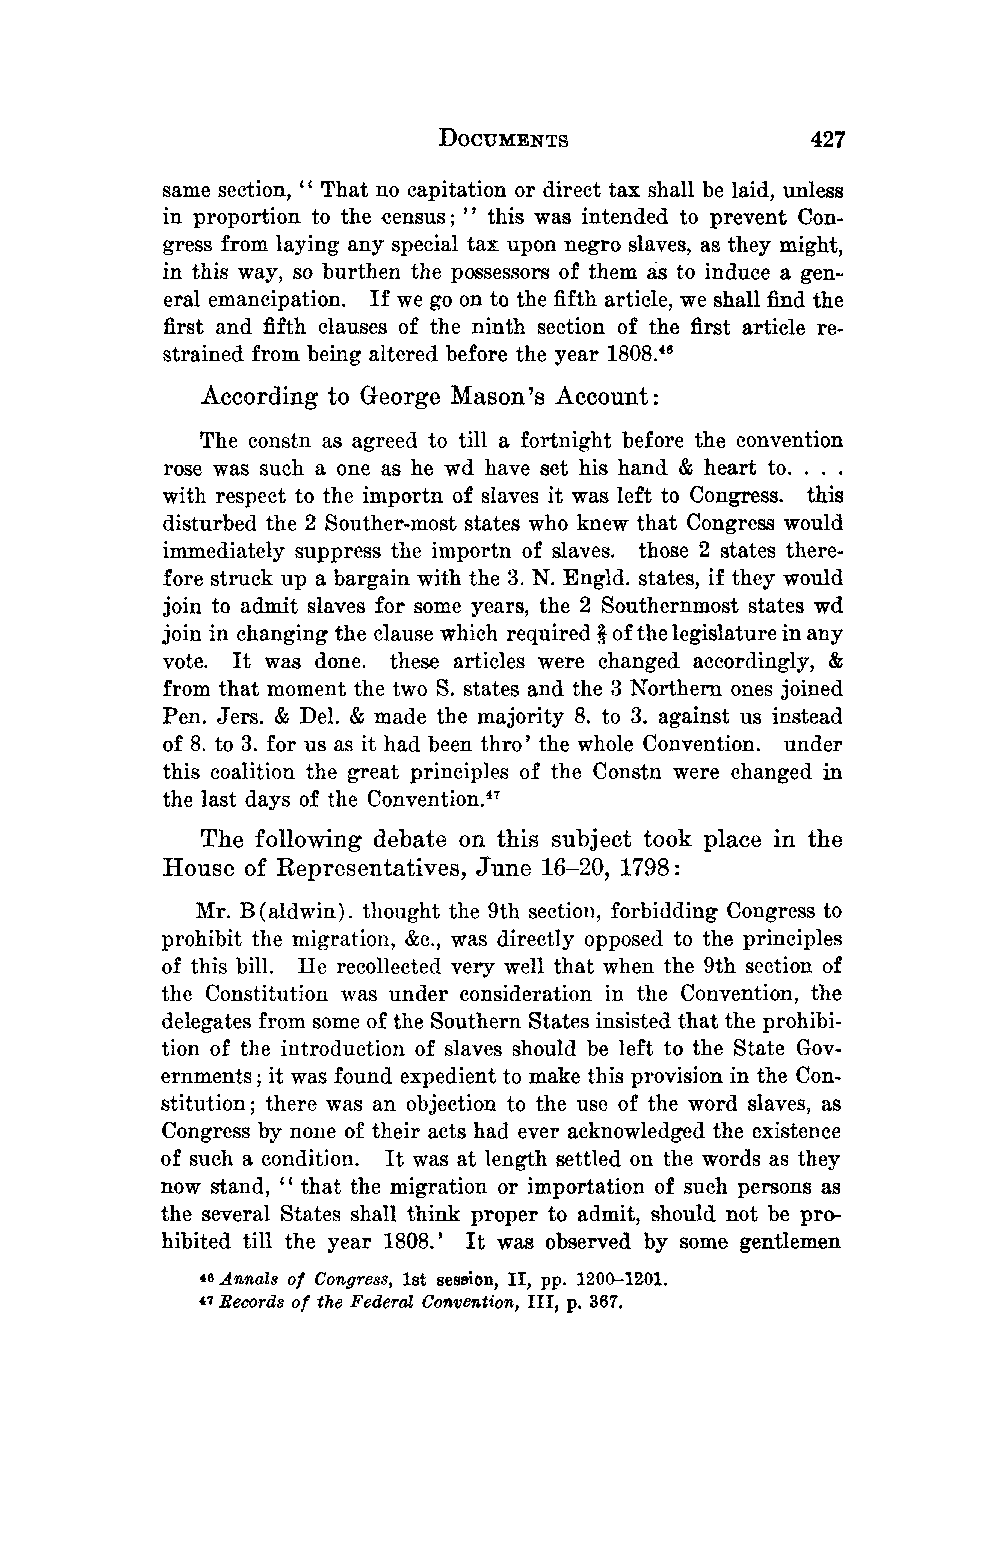 DOCUMENTS 427
same section, “ That no capitation or direct tax shall be laid, unless
in proportion to the census; ” this was intended to prevent Con-
gress from laying any special tax upon negro slaves, as they might,
in this way, so burthen the possessors of them as to induce a gen-
eral emancipation. If we go on to the fifth article, we shall find the
first and fifth clauses of the ninth section of the first article re-
strained from being altered before the year 1808.⁴⁶
According to George Mason’s Account:
The constn as agreed to till a fortnight before the convention
rose was such a one as he wd have set his hand & heart to. . . .
with respect to the importn of slaves it was left to Congress. this
disturbed the 2 Souther-most states who knew that Congress would
immediately suppress the importn of slaves. those 2 states there-
fore struck up a bargain with the 3. N. Engld. states, if they would
join to admit slaves for some years, the 2 Southernmost states wd
join in changing the clause which required ⅔ of the legislature in any
vote. It was done. these articles were changed accordingly, &
from that moment the two S. states and the 3 Northern ones joined
Pen. Jers. & Del. & made the majority 8. to 3. against us instead
of 8. to 3. for us as it had been thro’ the whole Convention. under
this coalition the great principles of the Constn were changed in
the last days of the Convention.⁴⁷
The following debate on this subject took place in the
House of Representatives, June 16–20, 1798:
Mr. B(aldwin). thought the 9th section, forbidding Congress to
prohibit the migration, &c., was directly opposed to the principles
of this bill. He recollected very well that when the 9th section of
the Constitution was under consideration in the Convention, the
delegates from some of the Southern States insisted that the prohibi-
tion of the introduction of slaves should be left to the State Gov-
ernments; it was found expedient to make this provision in the Con-
stitution; there was an objection to the use of the word slaves, as
Congress by none of their acts had ever acknowledged the existence
of such a condition. It was at length settled on the words as they
now stand, “ that the migration or importation of such persons as
the several States shall think proper to admit, should not be pro-
hibited till the year 1808.’ It was observed by some gentlemen
⁴⁶ Annals of Congress, 1st session, II, pp. 1200–1201.
⁴⁷ Records of the Federal Convention, III, p. 367.